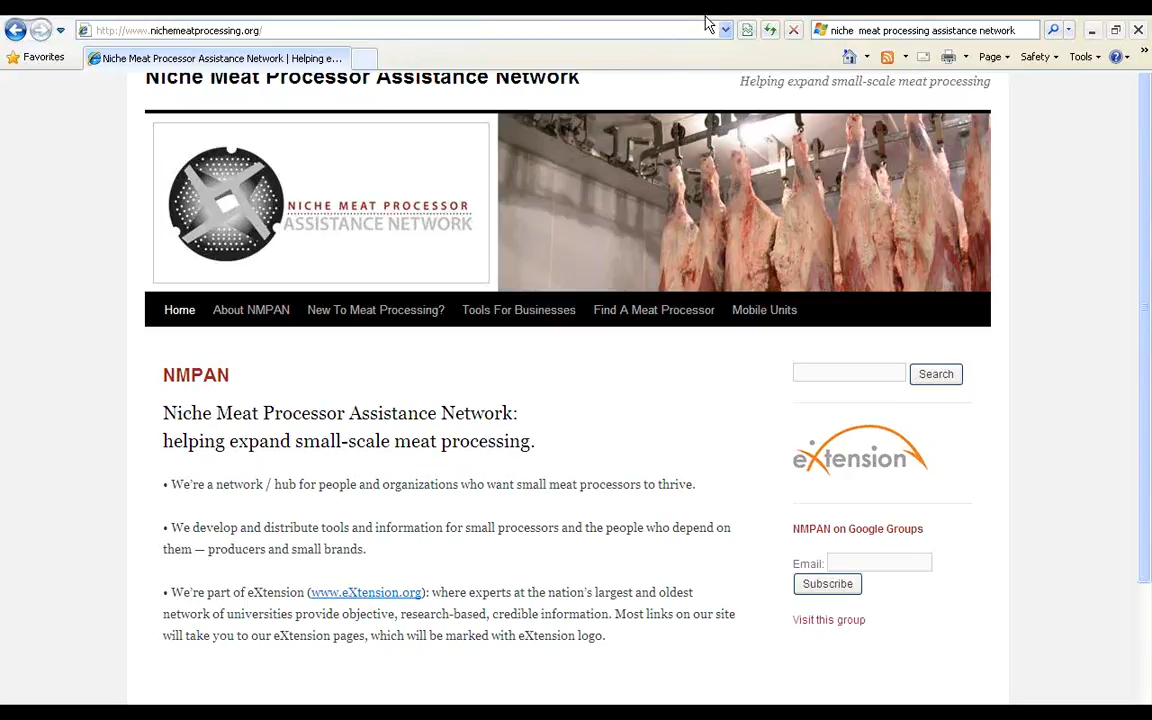 http://www.nichemeatprocessing.org/
niche meat processing assistance network
Favorites
Niche Meat Processor Assistance Network | Helping e...
Page
Safety
Tools
Niche Meat Processor Assistance Network
Helping expand small-scale meat processing
NICHE MEAT PROCESSOR
ASSISTANCE NETWORK
Home About NMPAN New To Meat Processing? Tools For Businesses Find A Meat Processor Mobile Units
NMPAN
Search
Niche Meat Processor Assistance Network:
helping expand small-scale meat processing.
eXtension
• We're a network / hub for people and organizations who want small meat processors to thrive.
• We develop and distribute tools and information for small processors and the people who depend on
them — producers and small brands.
NMPAN on Google Groups
Email:
Subscribe
• We're part of eXtension (www.eXtension.org): where experts at the nation's largest and oldest
network of universities provide objective, research-based, credible information. Most links on our site
will take you to our eXtension pages, which will be marked with eXtension logo.
Visit this group